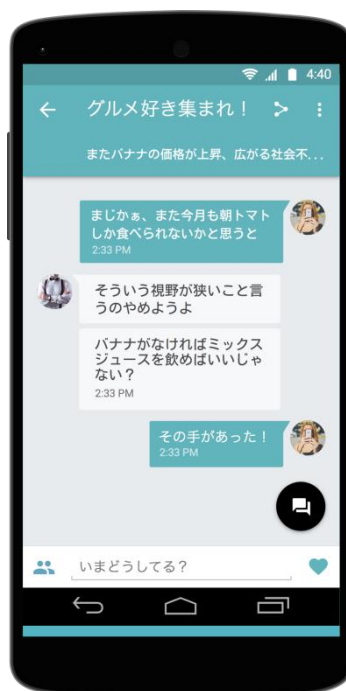 4:40
グルメ好き集まれ！
またバナナの価格が上昇、広がる社会不...
まじかぁ、また今月も朝トマト
しか食べられないかと思うと
2:33 PM
そういう視野が狭いこと言
うのやめようよ
バナナがなければミックス
ジュースを飲めばいいじゃ
ない？
2:33 PM
その手があった！
2:33 PM
いまどうしてる？